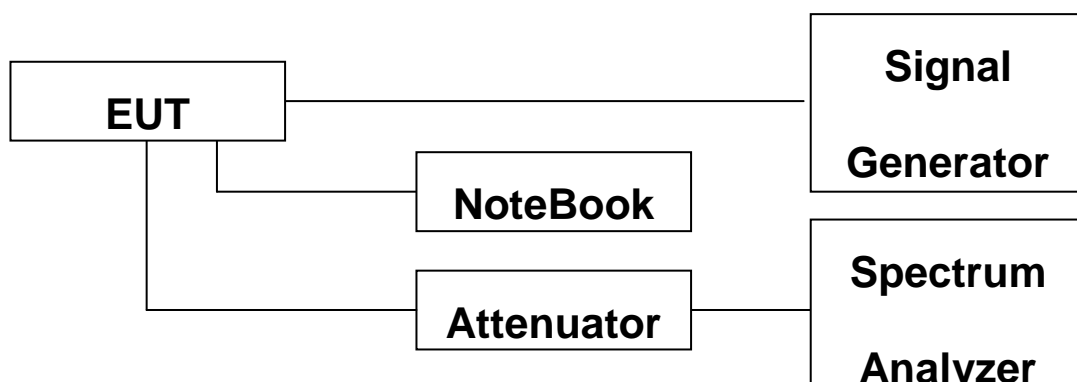 Signal
EUT
Generator
NoteBook
Spectrum
Attenuator
Analyzer